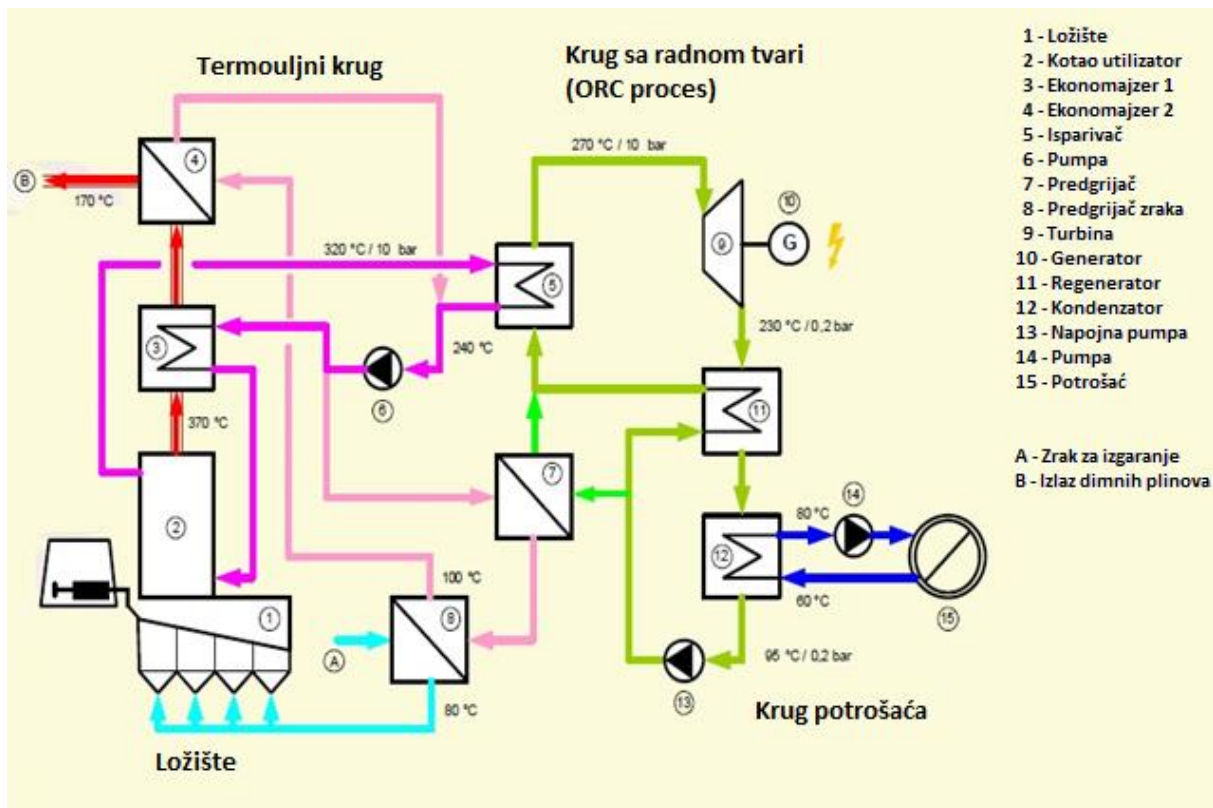 Termouljni krug
Krug sa radnom tvari
(ORC proces)
1 - Ložište
2 - Kotao utilizator
3 - Ekonomajzer 1
4 - Ekonomajzer 2
5 - Isparivač
6 - Pumpa
7 - Predgrijač
8 - Predgrijač zraka
9 - Turbina
10 - Generator
11 - Regenerator
12 - Kondenzator
13 - Napojna pumpa
14 - Pumpa
15 - Potrošać
A - Zrak za izgaranje
B - Izlaz dimnih plinova
270 °C / 10 bar
4
B
170 °C
10
9
G
320 °C / 10 bar
5
230 °C / 0,2 bar
3
240 °C
6
11
370 °C
7
14
80 °C
2
12
100 °C
60 °C
15
1
8
A
95 °C / 0,2 bar
13
80 °C
Krug potrošaća
Ložište